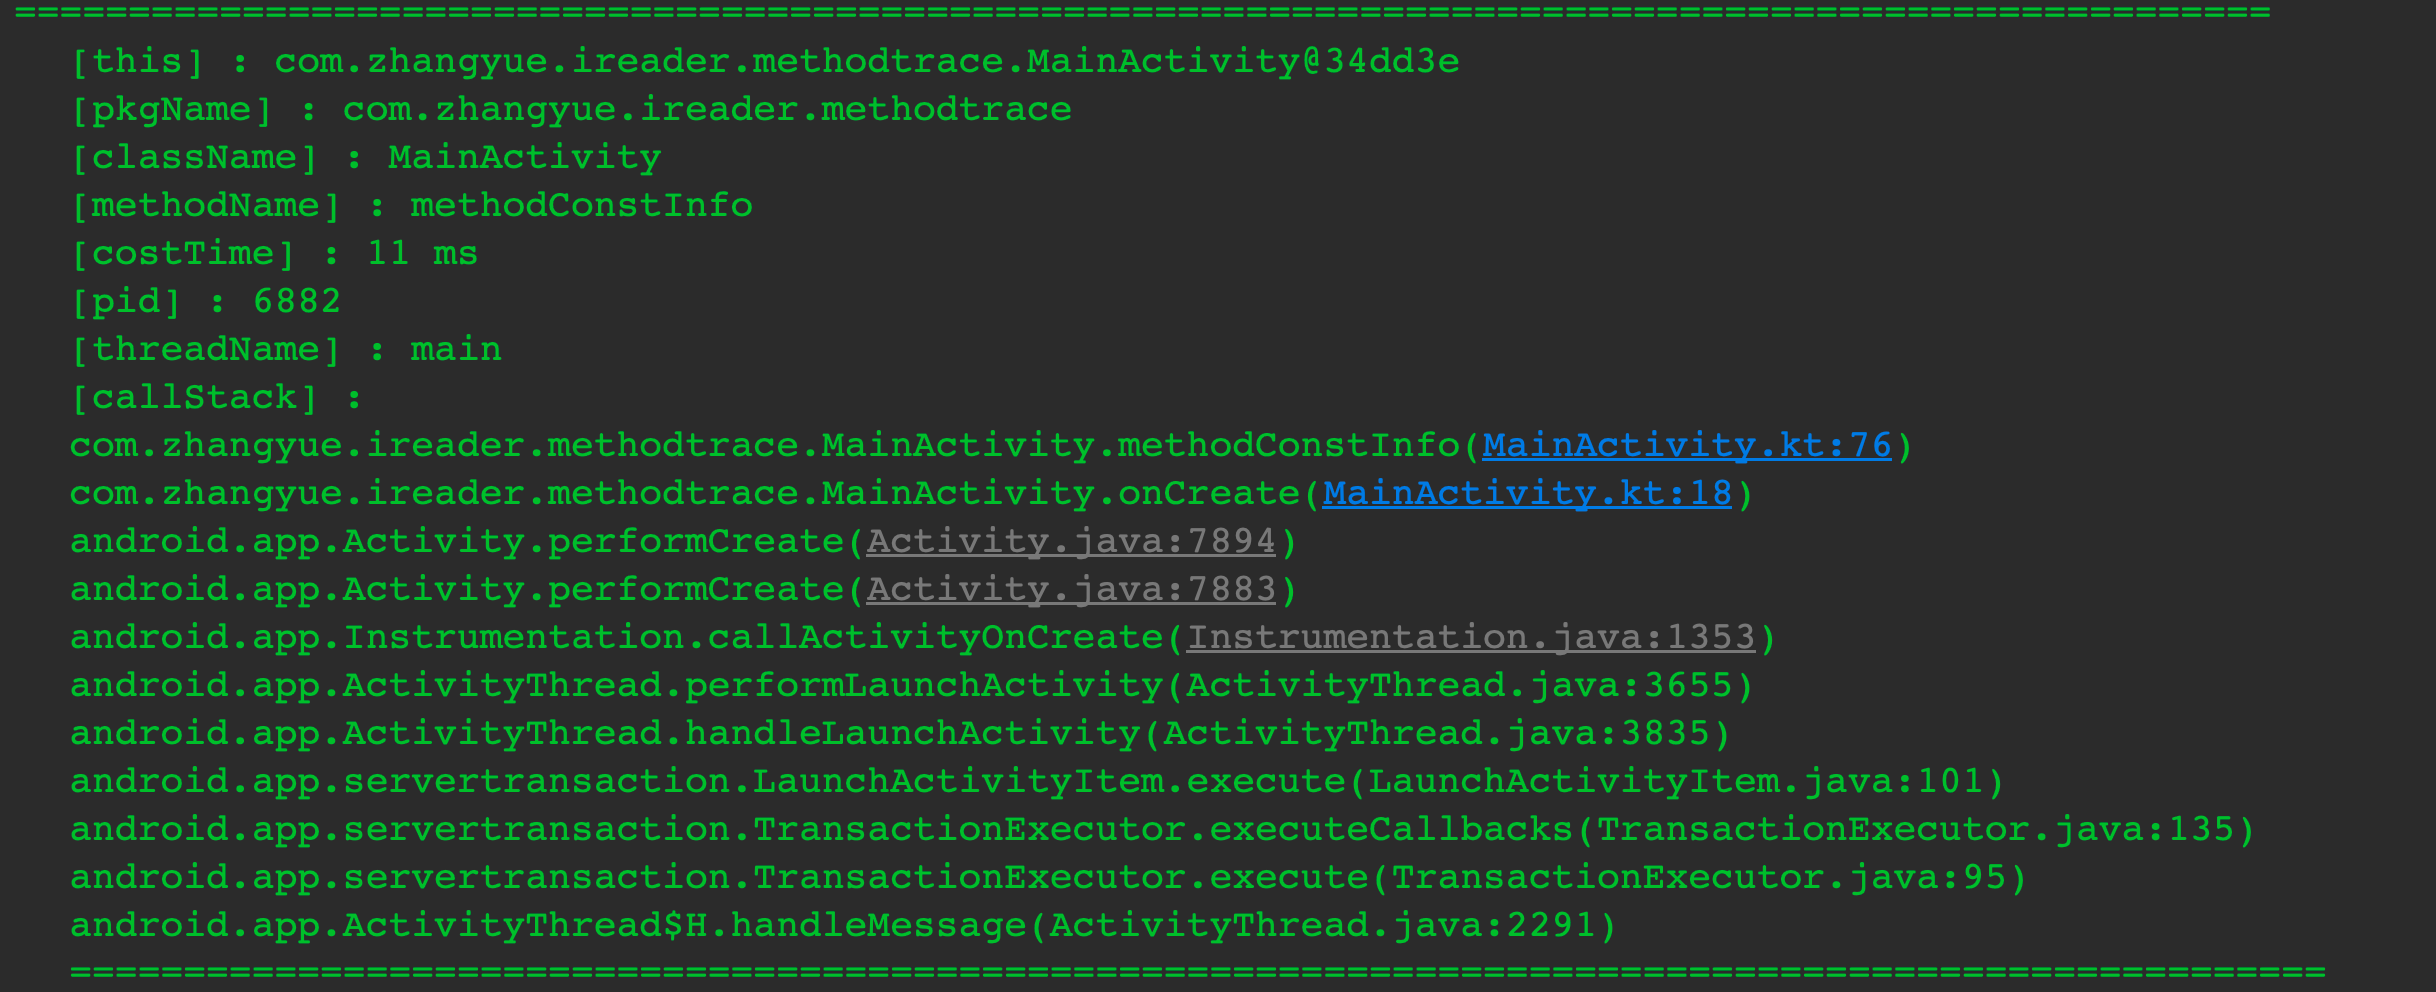 ===================================================================================================
[this] : com.zhangyue.ireader.methodtrace.MainActivity@34dd3e
[pkgName] : com.zhangyue.ireader.methodtrace
[className] : MainActivity
[methodName] : methodConstInfo
[costTime] : 11 ms
[pid] : 6882
[threadName] : main
[callStack] :
com.zhangyue.ireader.methodtrace.MainActivity.methodConstInfo(MainActivity.kt:76)
com.zhangyue.ireader.methodtrace.MainActivity.onCreate(MainActivity.kt:18)
android.app.Activity.performCreate(Activity.java:7894)
android.app.Activity.performCreate(Activity.java:7883)
android.app.Instrumentation.callActivityOnCreate(Instrumentation.java:1353)
android.app.ActivityThread.performLaunchActivity(ActivityThread.java:3655)
android.app.ActivityThread.handleLaunchActivity(ActivityThread.java:3835)
android.app.servertransaction.LaunchActivityItem.execute(LaunchActivityItem.java:101)
android.app.servertransaction.TransactionExecutor.executeCallbacks(TransactionExecutor.java:135)
android.app.servertransaction.TransactionExecutor.execute(TransactionExecutor.java:95)
android.app.ActivityThread$H.handleMessage(ActivityThread.java:2291)
===================================================================================================